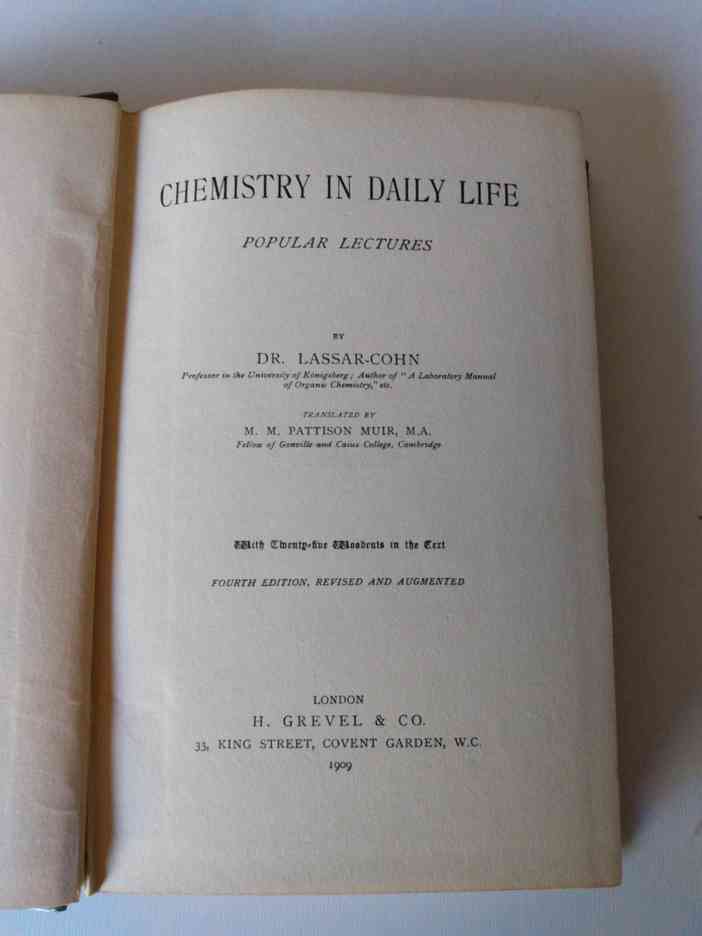 CHEMISTRY IN DAILY LIFE
POPULAR LECTURES
BY
DR. LASSAR-COHN
Professor in the University of Königsberg; Author of "A Laboratory Manual
of Organic Chemistry," etc.
TRANSLATED BY
M. M. PATTISON MUIR, M.A.
Fellow of Gonville and Caius College, Cambridge
With Twenty-five Woodcuts in the Text
FOURTH EDITION, REVISED AND AUGMENTED
LONDON
H. GREVEL & CO.
33, KING STREET, COVENT GARDEN, W.C.
1909